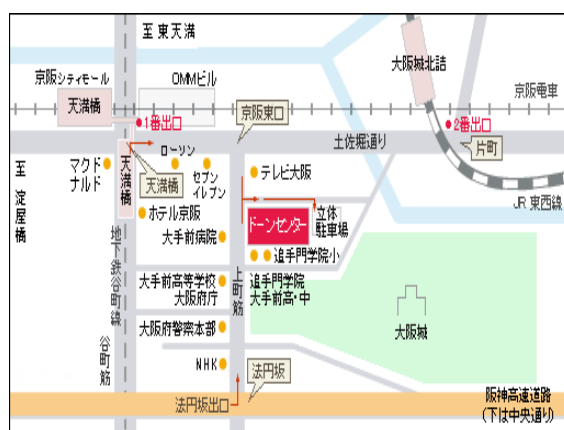 至 東天満
京阪シティモール
OMMビル
大阪城北詰
天満橋
京阪東口
京阪電車
1番出口
2番出口
土佐堀通り
片町
ローソン
マクド
ナルド
天満橋
天満橋
セブン
イレブン
テレビ大阪
至 淀屋橋
JR 東西線
ホテル京阪
ドーンセンター
立体
駐車場
大手前病院
追手門学院小
地下鉄谷町線
大手前高等学校
大阪府庁
上町筋
追手門学院
大手前高・中
大阪城
大阪府警察本部
谷町筋
NHK
法円坂
法円坂出口
阪神高速道路
(下は中央通り)